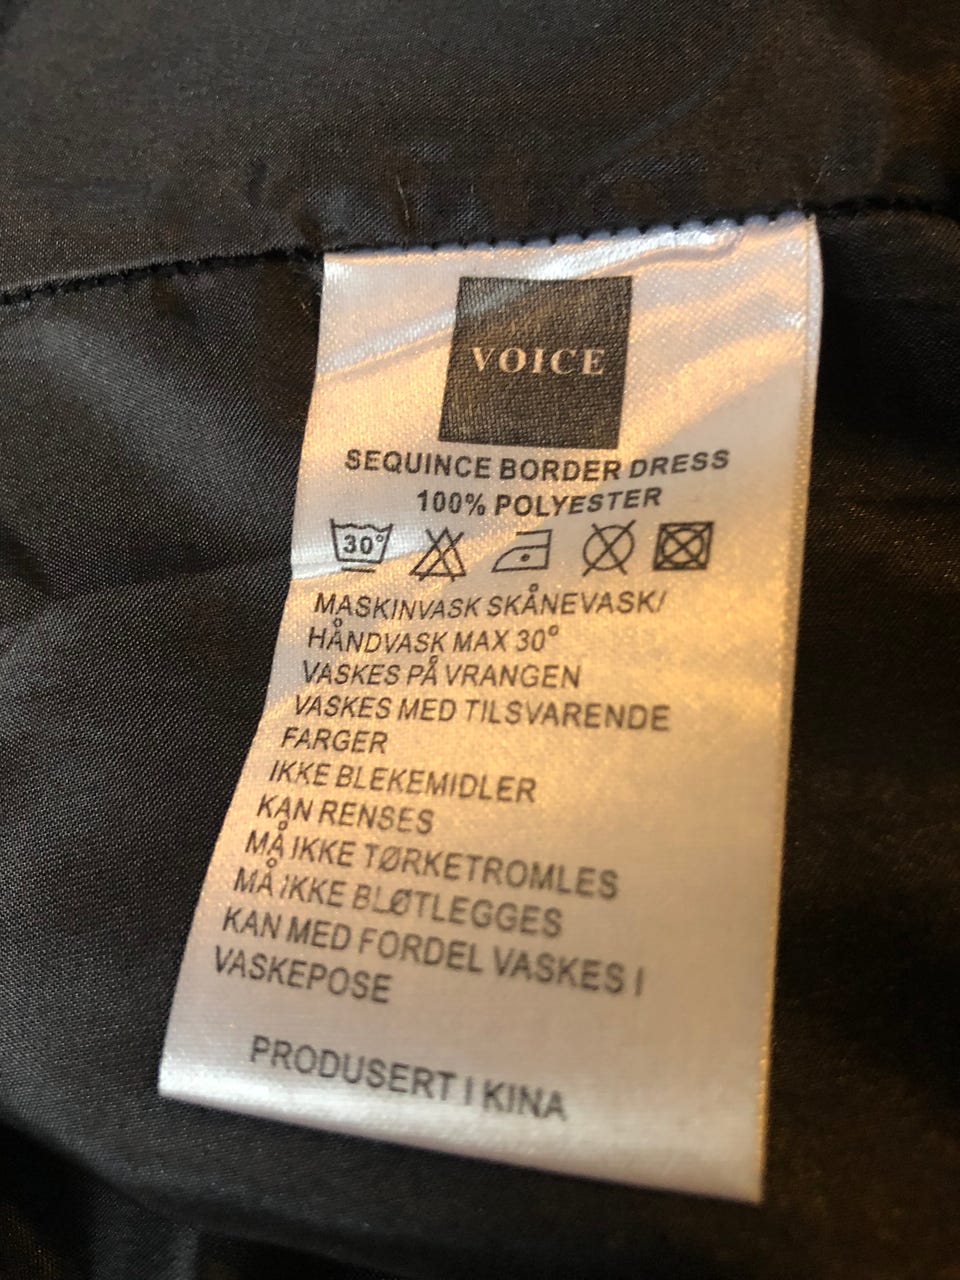 VOICE
SEQUINCE BORDER DRESS
100% POLYESTER
30°
MASKINVASK SKÅNEVASK/
HÅNDVASK MAX 30°
VASKES PÅ VRANGEN
VASKES MED TILSVARENDE
FARGER
IKKE BLEKEMIDLER
KAN RENSES
MÅ IKKE TØRKETROMLES
MÅ IKKE BLØTLEGGES
KAN MED FORDEL VASKES I
VASKEPOSE
PRODUSERT I KINA